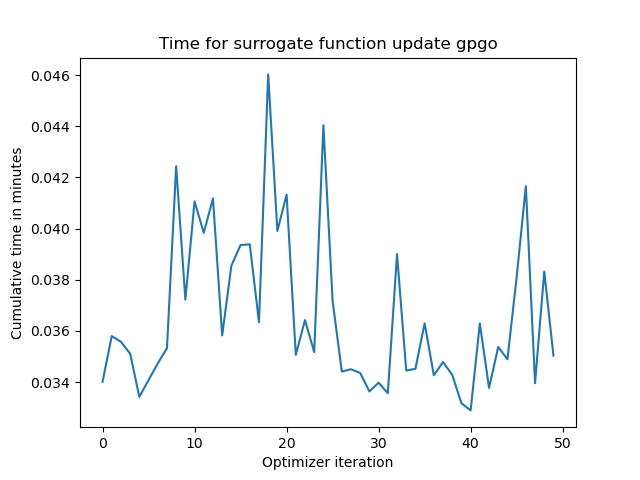 Time for surrogate function update gpgo
Cumulative time in minutes
0.046
0.044
0.042
0.040
0.038
0.036
0.034
0 10 20 30 40 50
Optimizer iteration